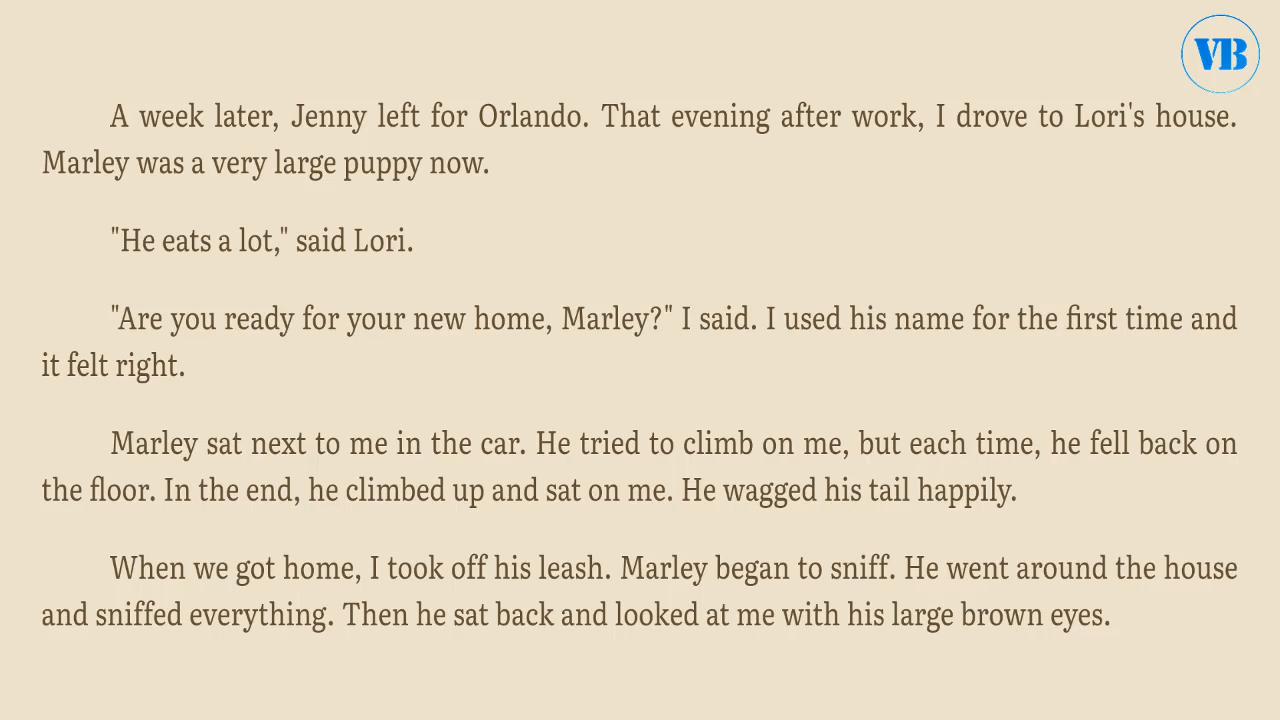 VB
A week later, Jenny left for Orlando. That evening after work, I drove to Lori's house.
Marley was a very large puppy now.
"He eats a lot," said Lori.
"Are you ready for your new home, Marley?" I said. I used his name for the first time and
it felt right.
Marley sat next to me in the car. He tried to climb on me, but each time, he fell back on
the floor. In the end, he climbed up and sat on me. He wagged his tail happily.
When we got home, I took off his leash. Marley began to sniff. He went around the house
and sniffed everything. Then he sat back and looked at me with his large brown eyes.